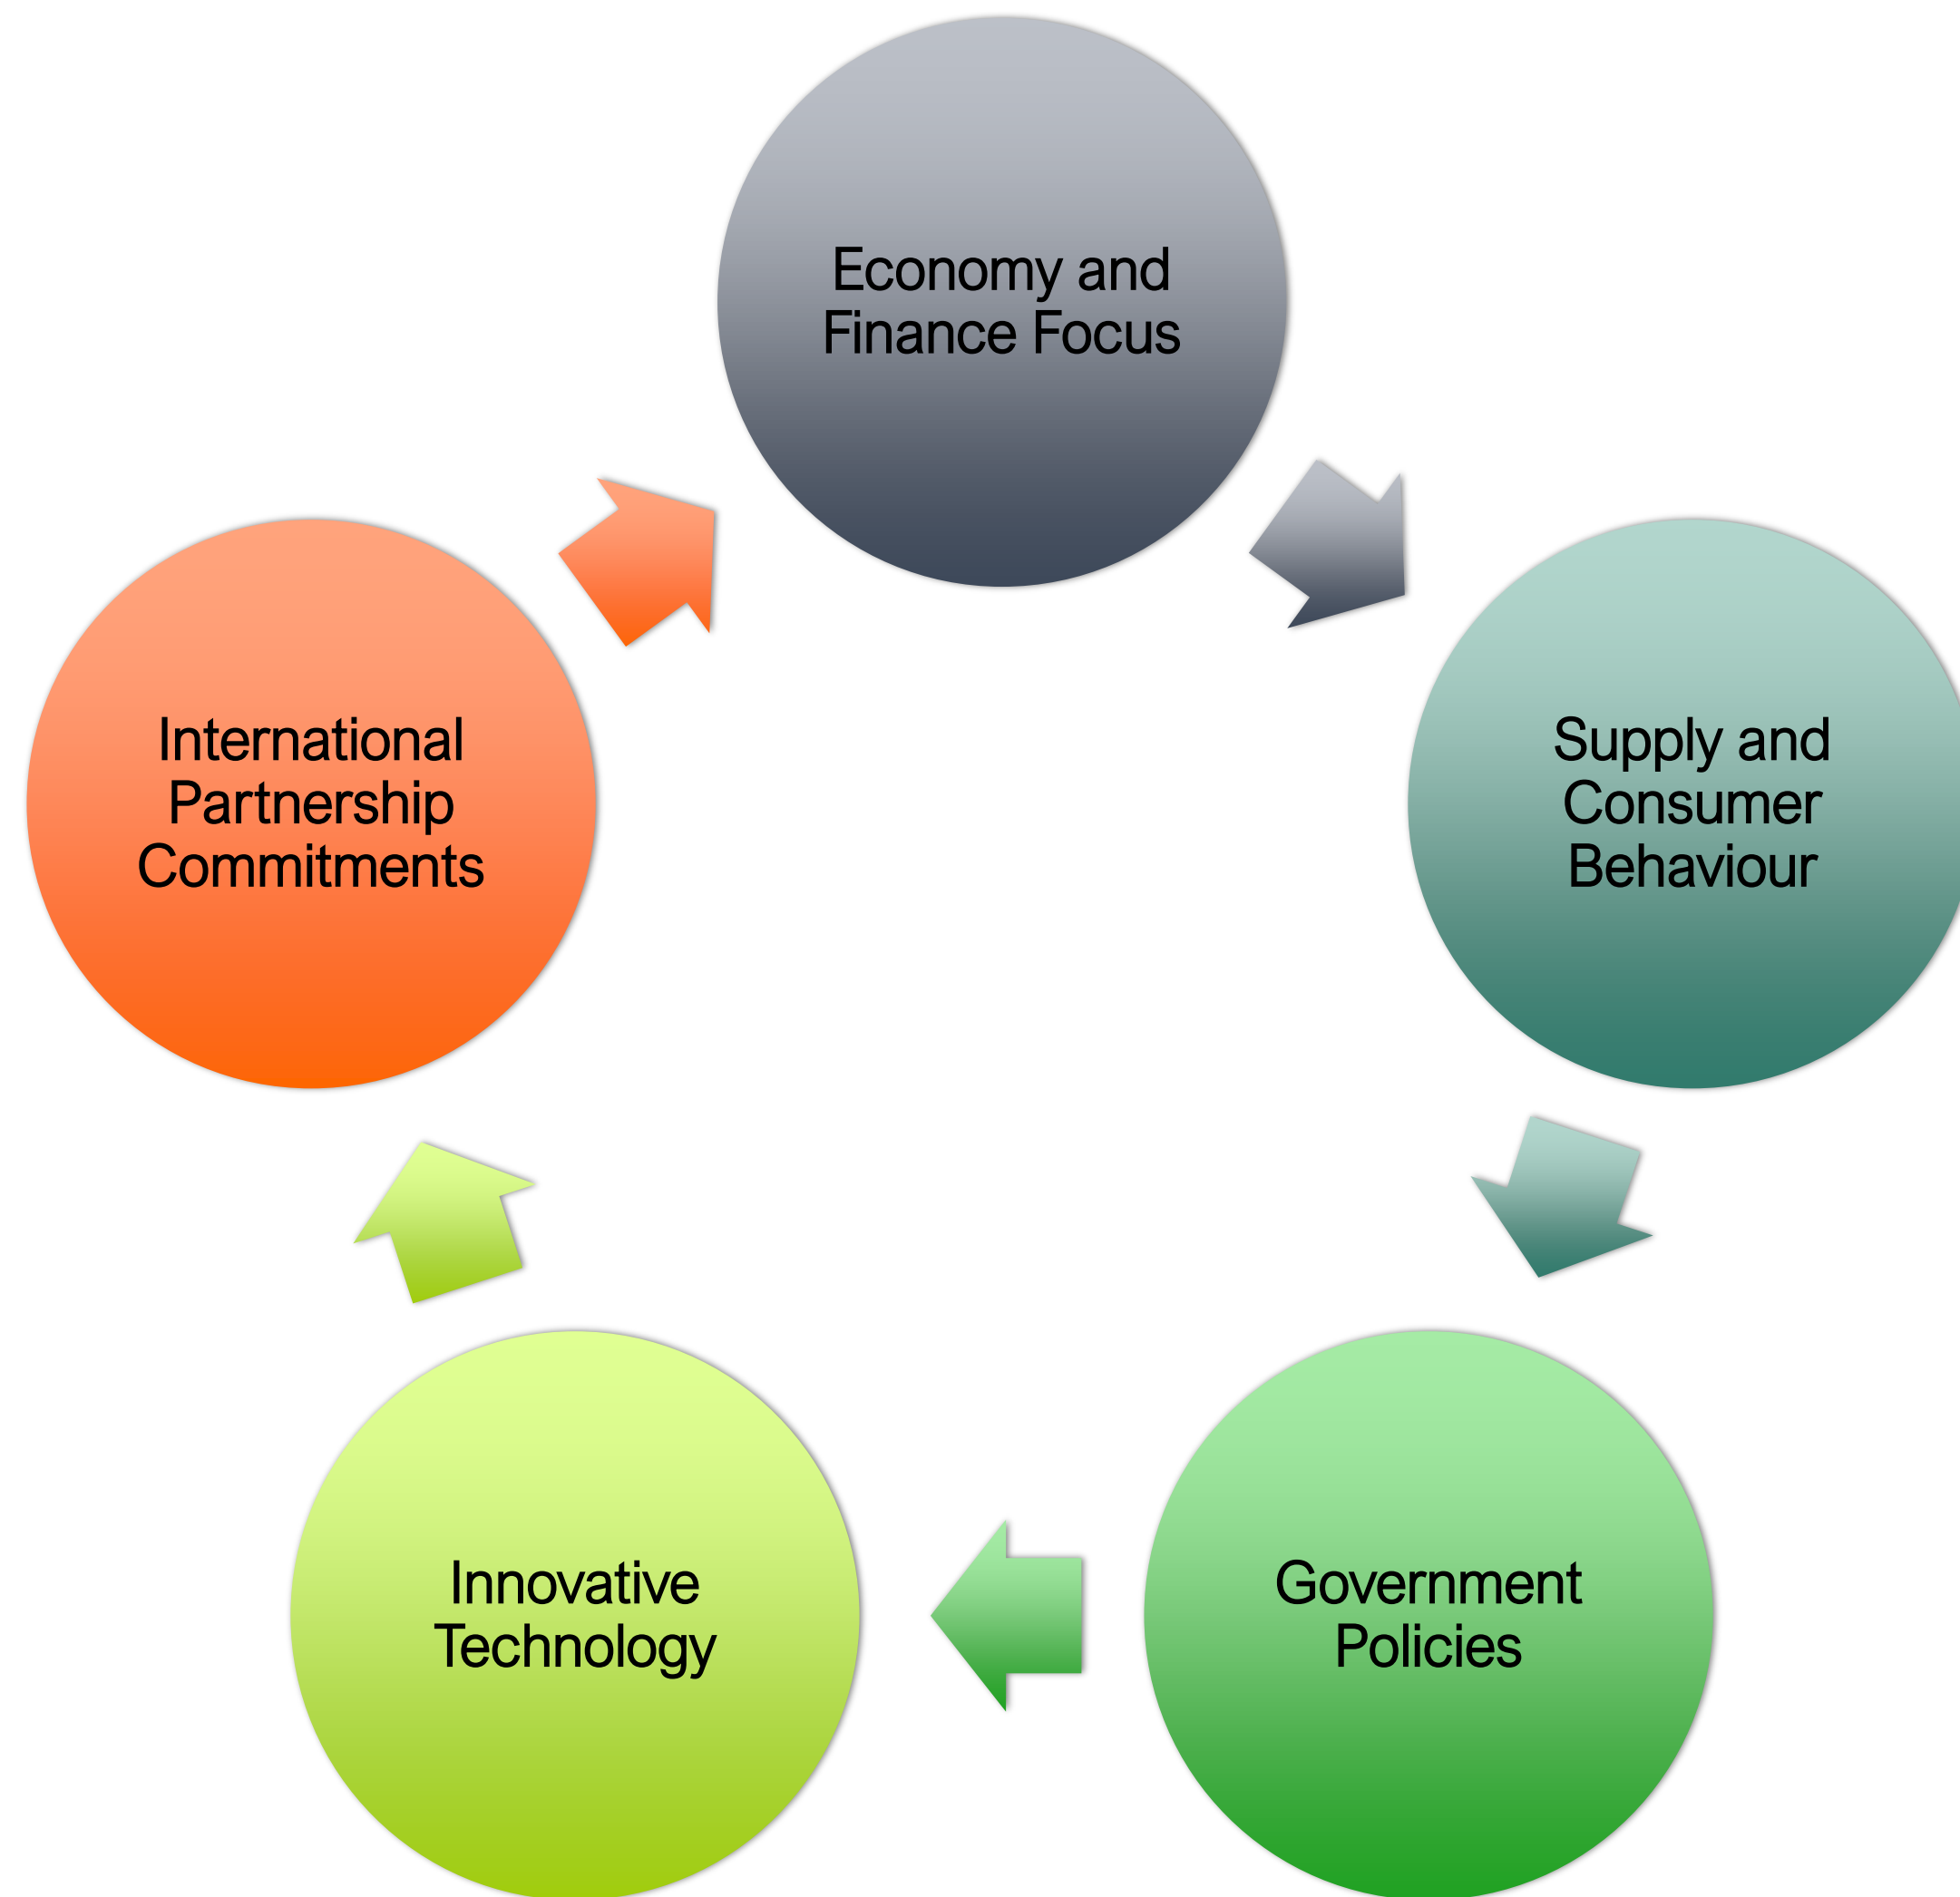 Economy and
Finance Focus
Supply and
Consumer
Behaviour
Government
Policies
Innovative
Technology
International
Partnership
Commitments